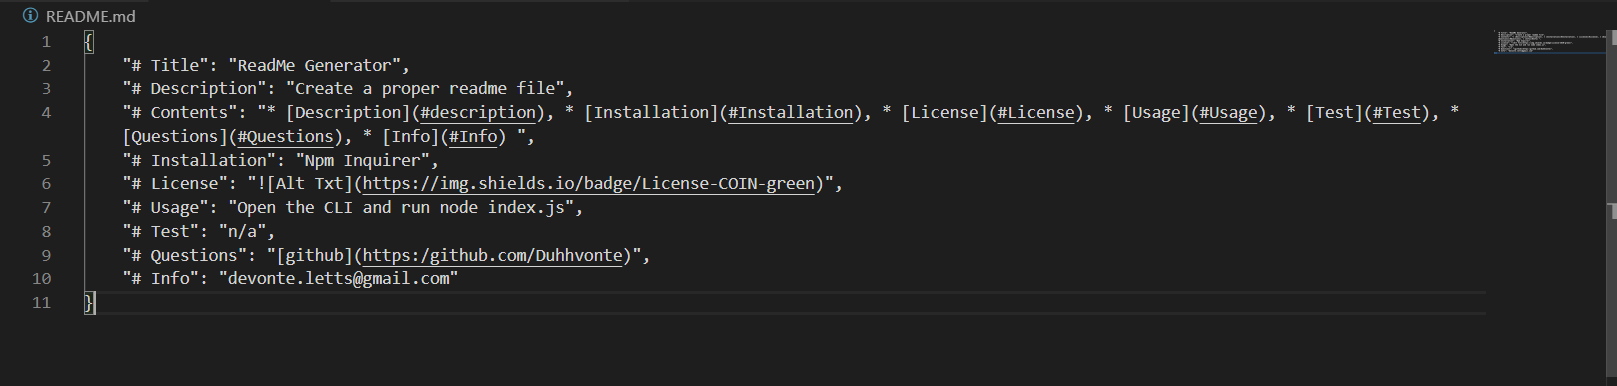 README.md
1 {
2 "# Title": "ReadMe Generator",
3 "# Description": "Create a proper readme file",
4 "# Contents": "* [Description](#description), * [Installation](#Installation), * [License](#License), * [Usage](#Usage), * [Test](#Test), *
[Questions](#Questions), * [Info](#Info) ",
5 "# Installation": "Npm Inquirer",
6 "# License": "![Alt Txt](https://img.shields.io/badge/License-COIN-green)",
7 "# Usage": "Open the CLI and run node index.js",
8 "# Test": "n/a",
9 "# Questions": "[github](https:/github.com/Duhhvonte)",
10 "# Info": "devonte.letts@gmail.com"
11 }